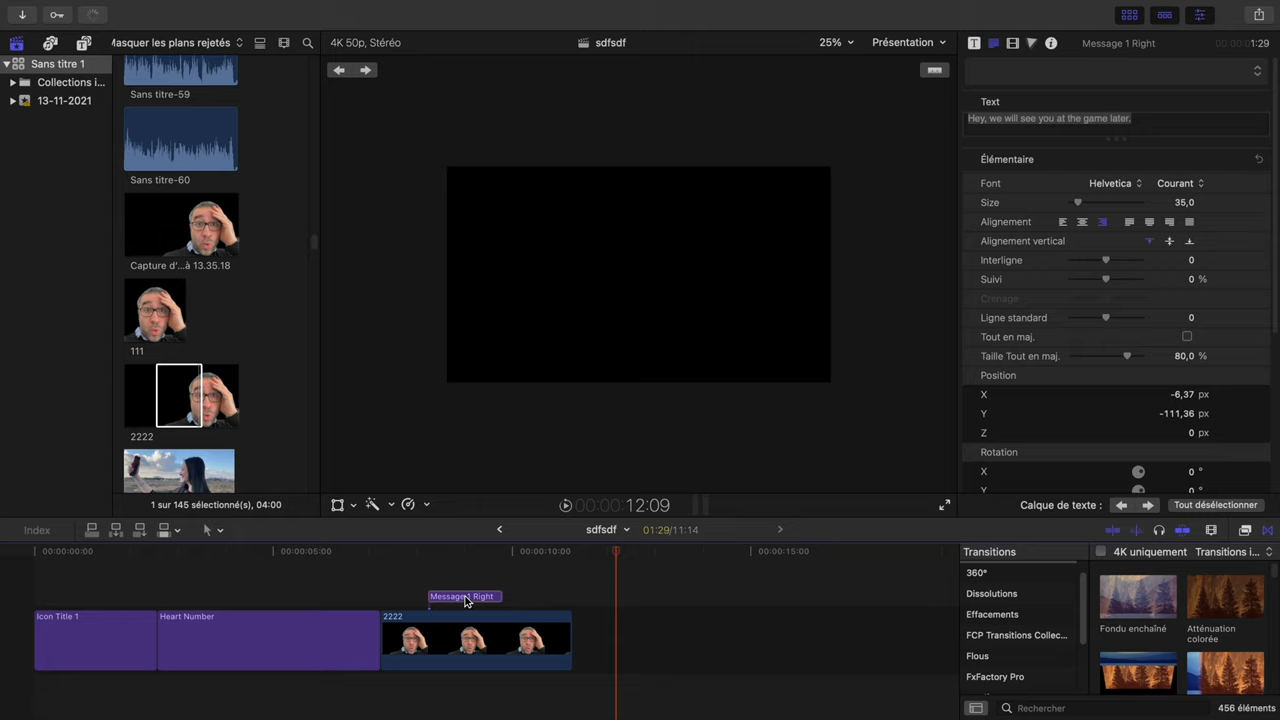 Masquer les plans rejetés
4K 50p, Stéréo
sdfsdf
25%
Présentation
Message 1 Right
1:29
Sans titre 1
Collections i...
13-11-2021
Sans titre-59
Sans titre-60
Capture d'...à 13.35.18
111
2222
1 sur 145 sélectionné(s), 04:00
00:00:12:09
Text
Hey, we will see you at the game later.
Élémentaire
Font
Helvetica
Courant
Size
35,0
Alignement
Alignement vertical
Interligne
0
Suivi
0 %
Crénage
Ligne standard
0
Tout en maj.
Taille Tout en maj.
80,0 %
Position
X
-6,37 px
Y
-111,36 px
Z
0 px
Rotation
X
0 °
Y
0 °
Calque de texte :
Tout désélectionner
Index
sdfsdf
01:29/11:14
00:00:00:00
00:00:05:00
00:00:10:00
00:00:15:00
Message 1 Right
Icon Title 1
Heart Number
2222
Transitions
4K uniquement
Transitions i...
360°
Dissolutions
Effacements
FCP Transitions Collec...
Flous
FxFactory Pro
Fondu enchaîné
Atténuation
colorée
Rechercher
456 éléments